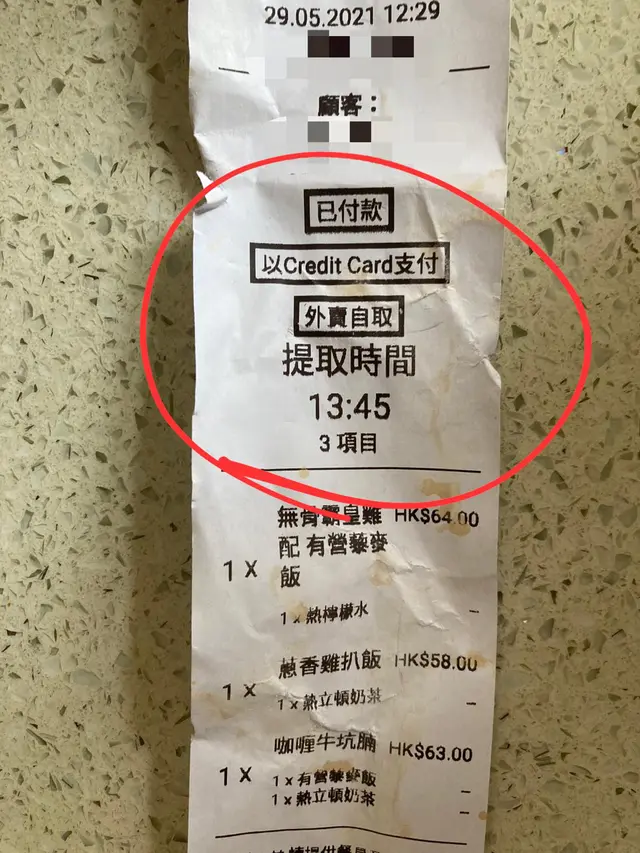 29.05.2021 12:29
顧客：
已付款
以Credit Card支付
外賣自取
提取時間
13:45
3 項目
無骨霸皇雞 HK$64.00
配 有營藜麥
1 x 飯
1 x 熱檸檬水 –
蔥香雞扒飯 HK$58.00
1 x
1 x 熱立頓奶茶 –
咖喱牛坑腩 HK$63.00
1 x
1 x 有營藜麥飯 –
1 x 熱立頓奶茶 –